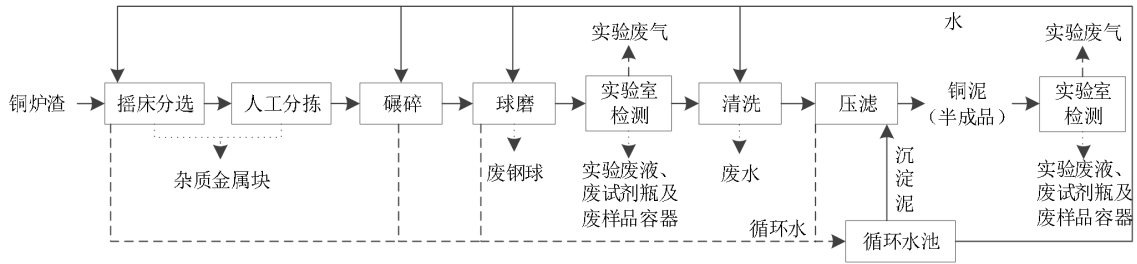 水
实验废气
实验废气
铜炉渣
摇床分选
人工分拣
碾碎
球磨
实验室
检测
清洗
压滤
铜泥
（半成品）
实验室
检测
杂质金属块
废钢球
实验废液、
废试剂瓶及
废样品容器
废水
沉
淀
泥
实验废液、
废试剂瓶及
废样品容器
循环水
循环水池